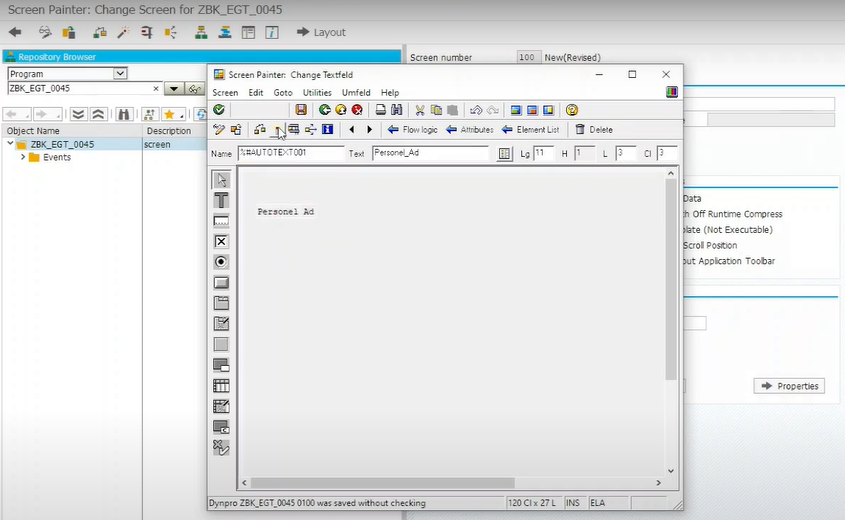 Screen Painter: Change Screen for ZBK_EGT_0045
Layout
Repository Browser
Program
ZBK_EGT_0045
Object Name Description
ZBK_EGT_0045 screen
Events
Screen number 100 New(Revised)
Screen Painter: Change Textfeld
Screen Edit Goto Utilities Umfeld Help
Flow logic Attributes Element List Delete
Name %#AUTOTEXT001 Text Personel_Ad Lg 11 H 1 L 3 Cl 3
Personel Ad
Data
ch Off Runtime Compress
plate (Not Executable)
Scroll Position
out Application Toolbar
Properties
Dynpro ZBK_EGT_0045 0100 was saved without checking 120 Cl x 27 L INS ELA